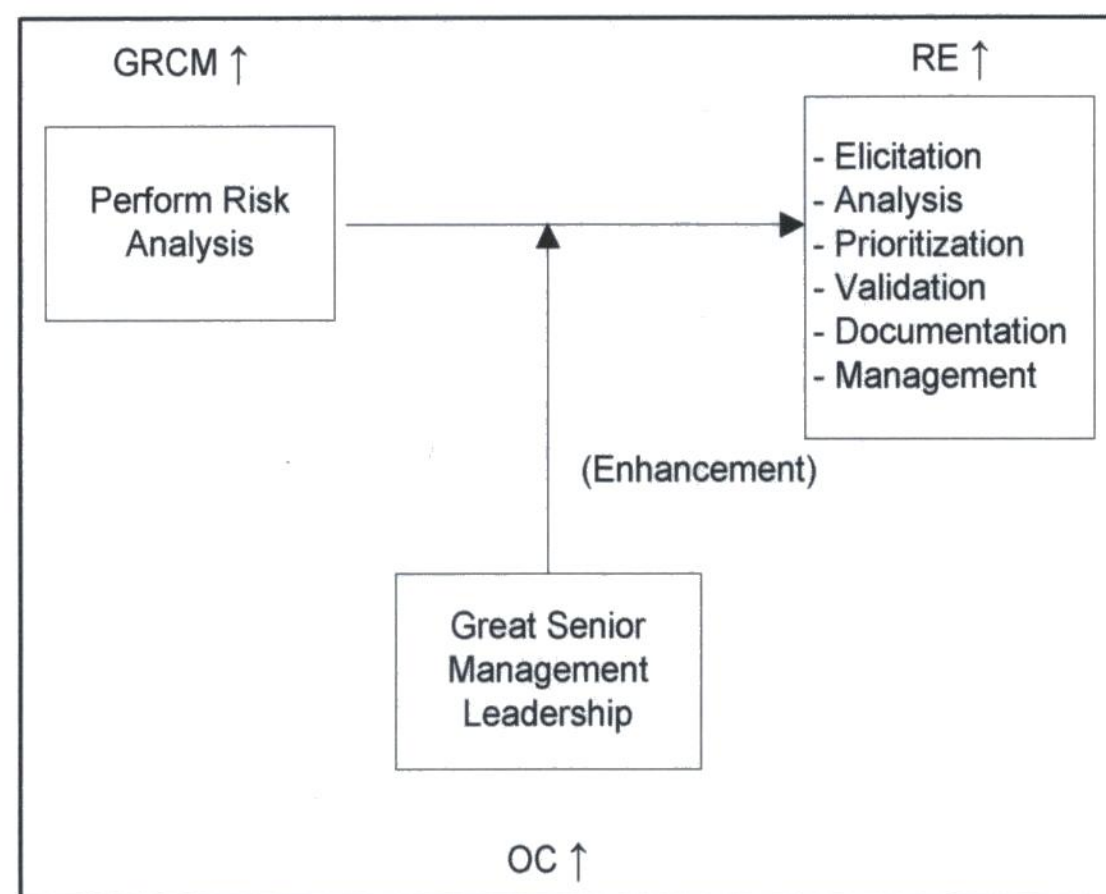 GRCM ↑
RE ↑
Perform Risk
Analysis
- Elicitation
- Analysis
- Prioritization
- Validation
- Documentation
- Management
(Enhancement)
Great Senior
Management
Leadership
OC ↑